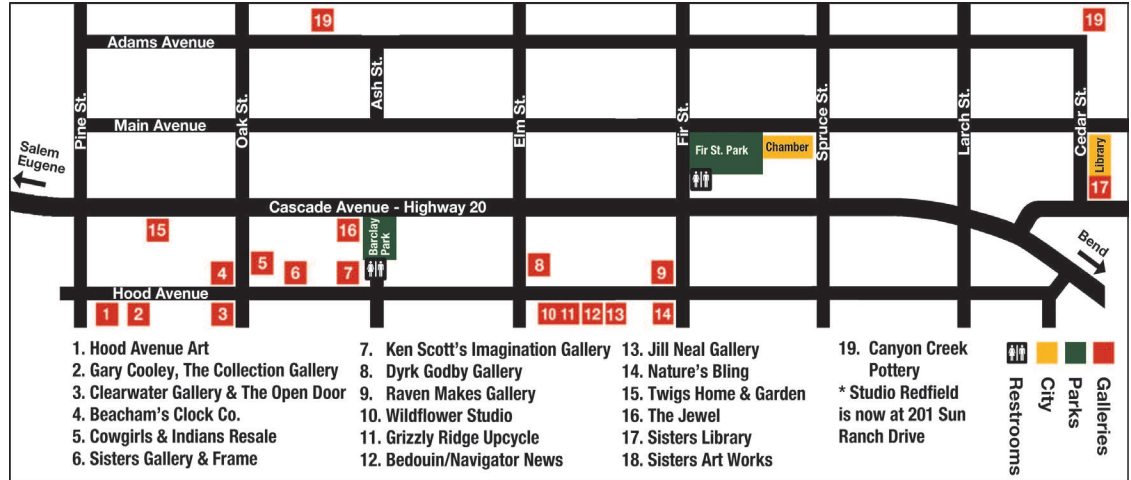 19
19
Adams Avenue
Pine St.
Oak St.
Ash St.
Elm St.
Fir St.
Spruce St.
Larch St.
Cedar St.
Main Avenue
Fir St. Park
Chamber
Library
17
Salem
Eugene
Cascade Avenue - Highway 20
15
16
Barclay
Park
Bend
4
5
6
7
8
9
Hood Avenue
1
2
3
10
11
12
13
14
1. Hood Avenue Art
2. Gary Cooley, The Collection Gallery
3. Clearwater Gallery & The Open Door
4. Beacham's Clock Co.
5. Cowgirls & Indians Resale
6. Sisters Gallery & Frame
7. Ken Scott's Imagination Gallery
8. Dyrk Godby Gallery
9. Raven Makes Gallery
10. Wildflower Studio
11. Grizzly Ridge Upcycle
12. Bedouin/Navigator News
13. Jill Neal Gallery
14. Nature's Bling
15. Twigs Home & Garden
16. The Jewel
17. Sisters Library
18. Sisters Art Works
19. Canyon Creek
Pottery
* Studio Redfield
is now at 201 Sun
Ranch Drive
Restrooms
City
Parks
Galleries